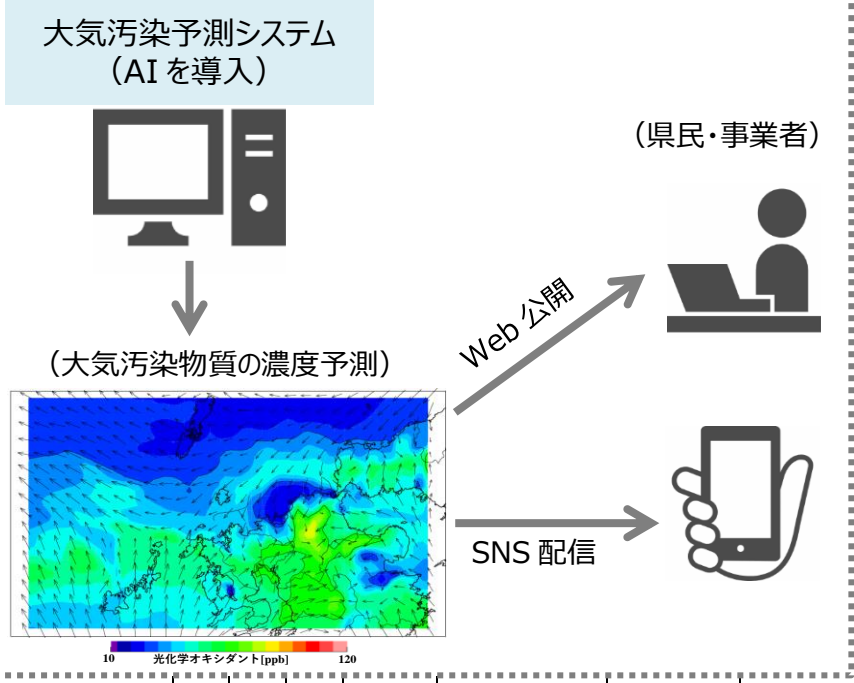 大気汚染予測システム
（AIを導入）
（県民・事業者）
Web 公開
（大気汚染物質の濃度予測）
SNS 配信
10 光化学オキシダント[ppb] 120